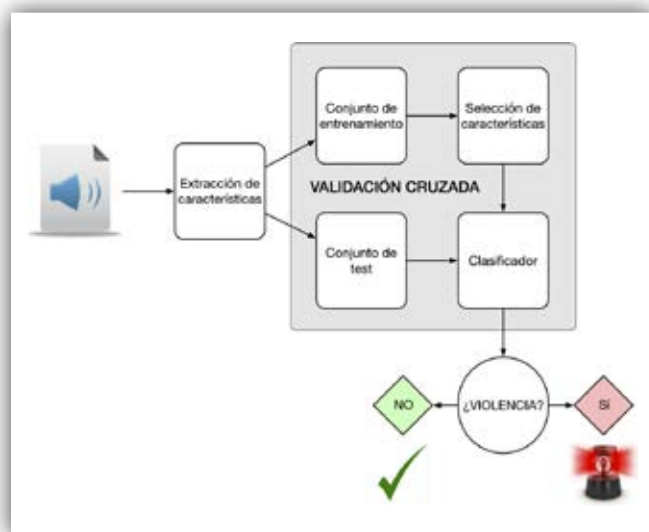 Conjunto de
entrenamiento
Selección de
características
Extracción de
características
VALIDACIÓN CRUZADA
Conjunto de
test
Clasificador
NO
¿VIOLENCIA?
SÍ